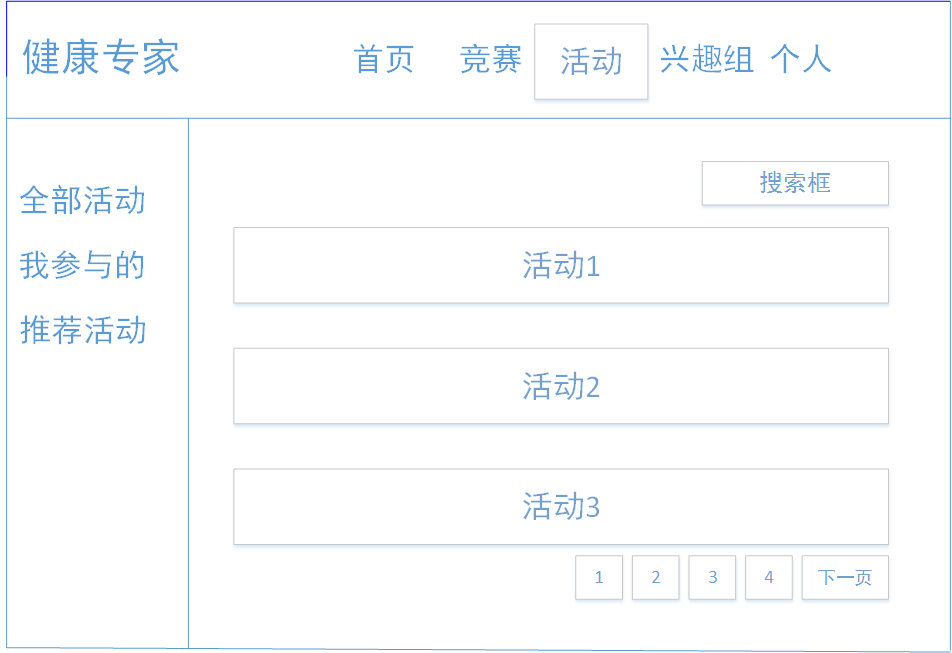 健康专家
首页 竞赛 活动 兴趣组 个人
全部活动
我参与的
推荐活动
搜索框
活动1
活动2
活动3
1 2 3 4 下一页